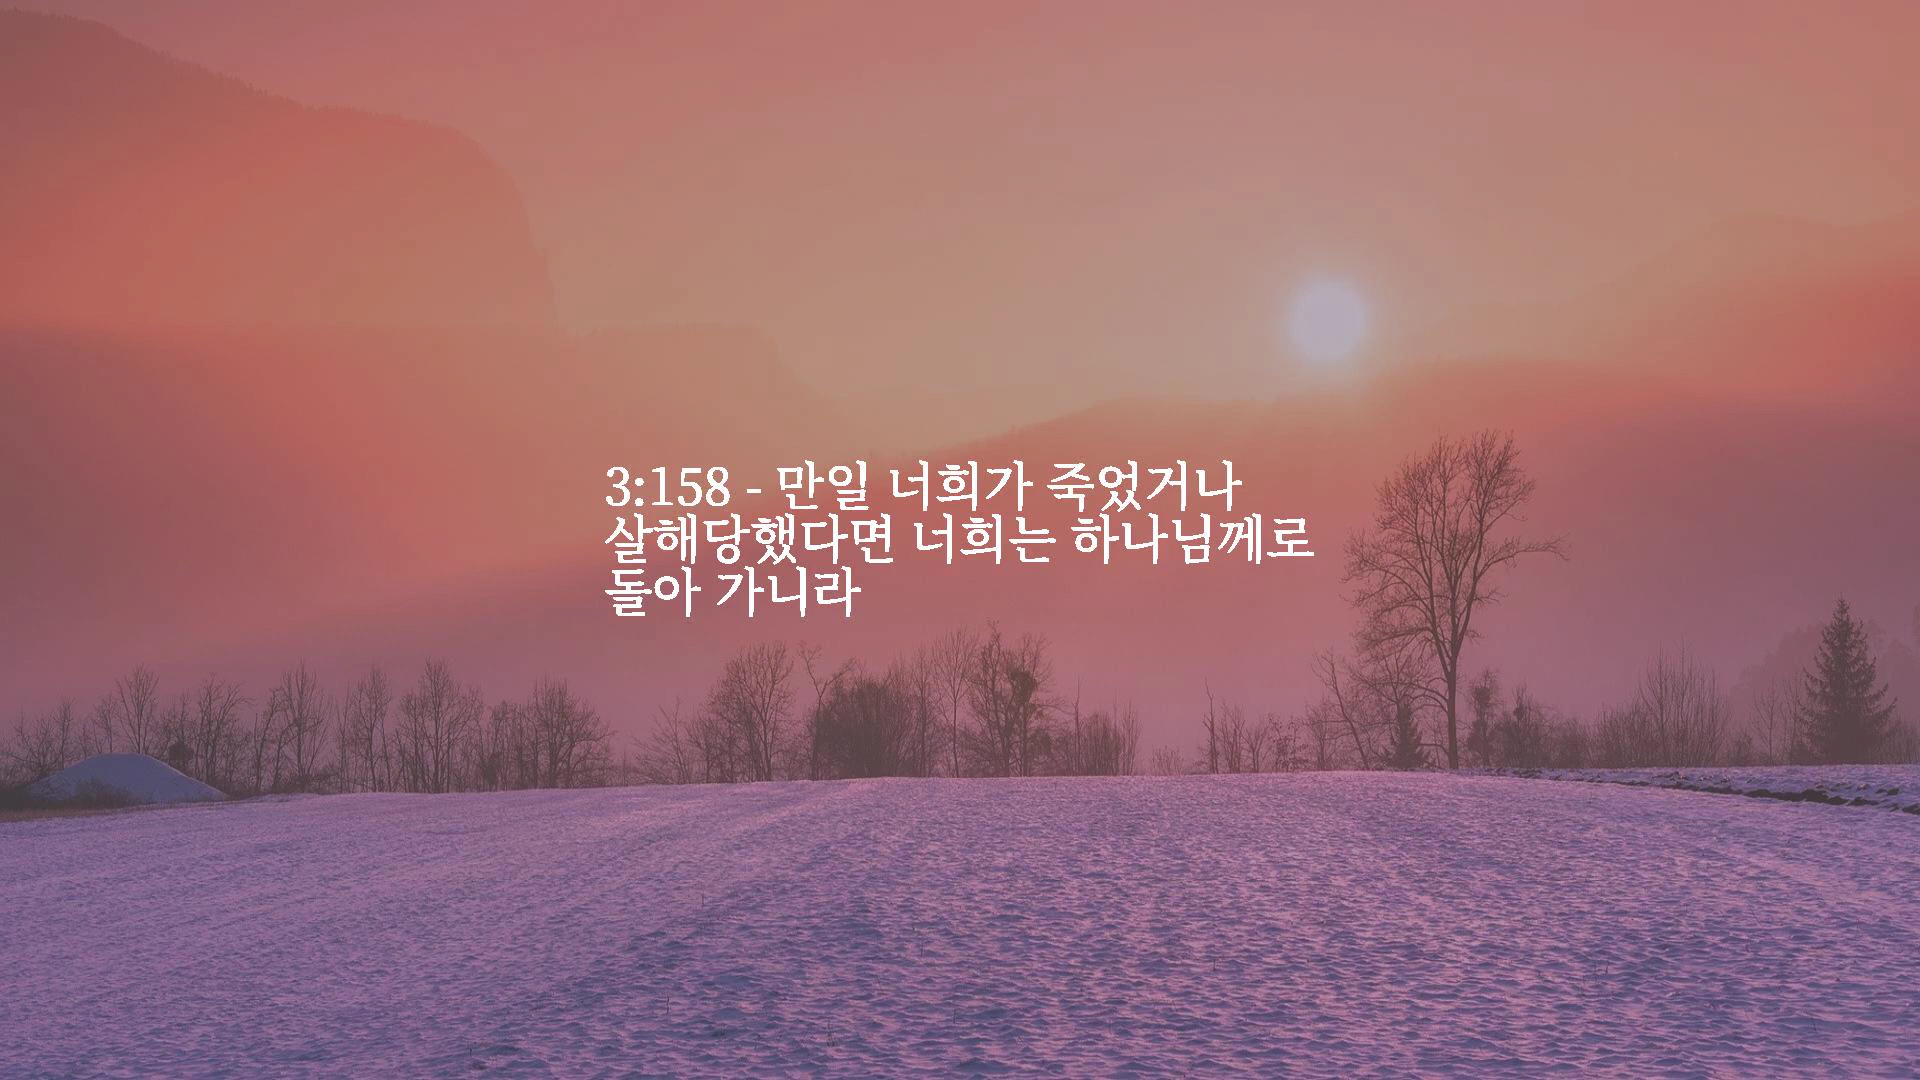 3:158 - 만일 너희가 죽었거나
살해당했다면 너희는 하나님께로
돌아 가니라